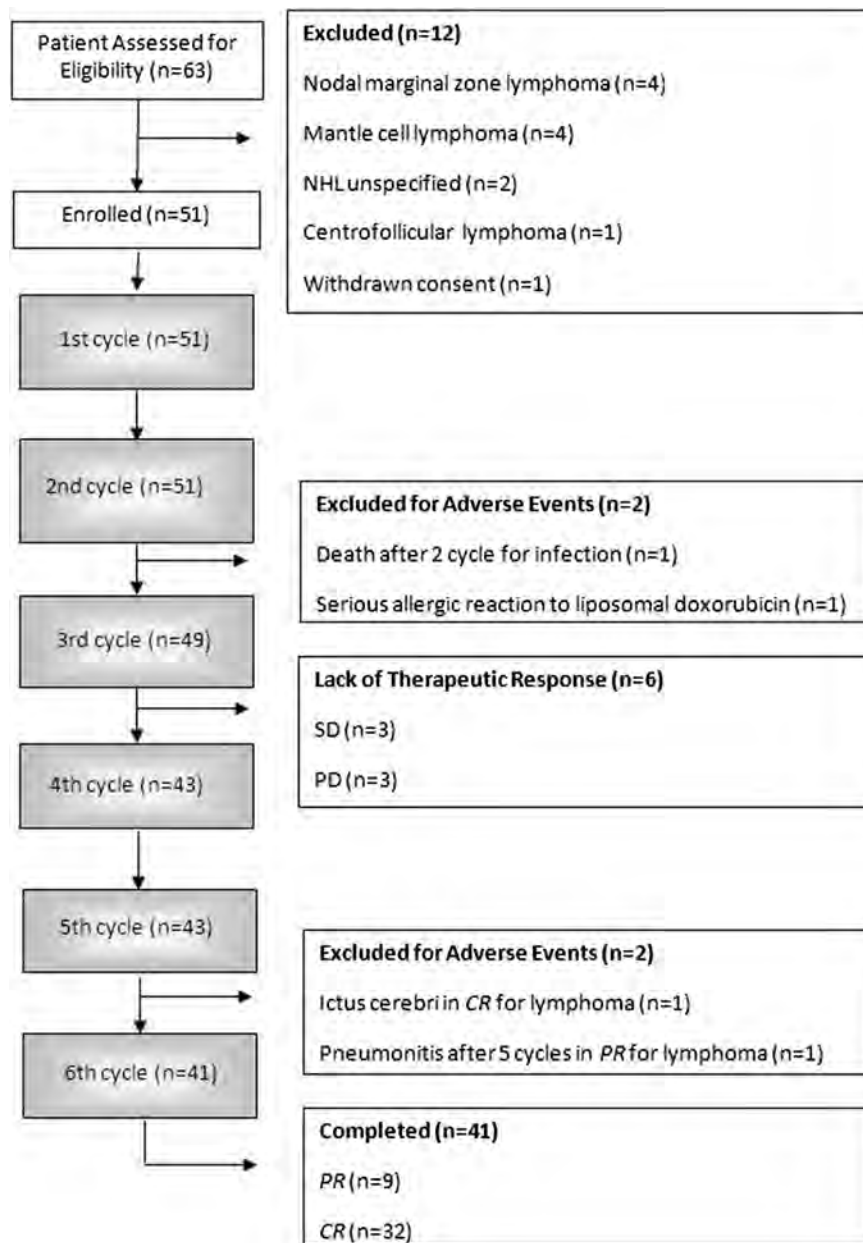 Patient Assessed for
Eligibility (n=63)
Excluded (n=12)
Nodal marginal zone lymphoma (n=4)
Mantle cell lymphoma (n=4)
NHL unspecified (n=2)
Centrofollicular lymphoma (n=1)
Withdrawn consent (n=1)
Enrolled (n=51)
1st cycle (n=51)
2nd cycle (n=51)
Excluded for Adverse Events (n=2)
Death after 2 cycle for infection (n=1)
Serious allergic reaction to liposomal doxorubicin (n=1)
3rd cycle (n=49)
Lack of Therapeutic Response (n=6)
SD (n=3)
PD (n=3)
4th cycle (n=43)
5th cycle (n=43)
Excluded for Adverse Events (n=2)
Ictus cerebri in CR for lymphoma (n=1)
Pneumonitis after 5 cycles in PR for lymphoma (n=1)
6th cycle (n=41)
Completed (n=41)
PR (n=9)
CR (n=32)